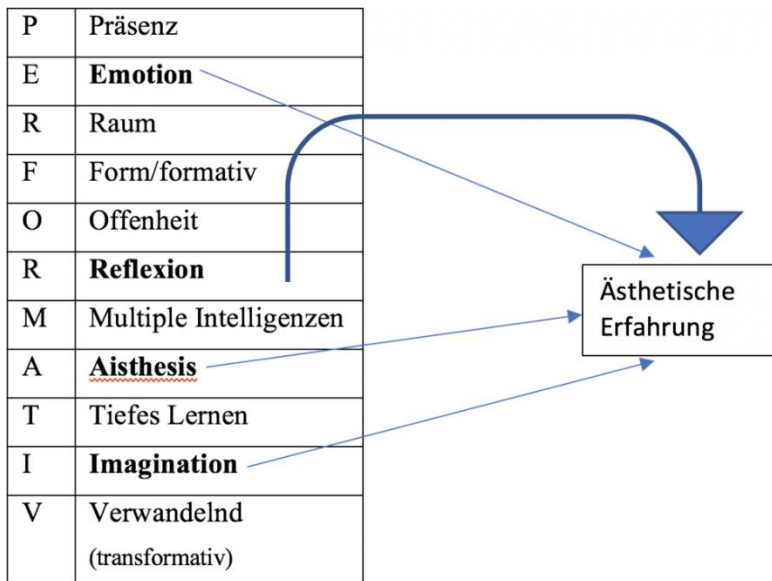 P Präsenz
E Emotion
R Raum
F Form/formativ
O Offenheit
R Reflexion
M Multiple Intelligenzen
A Aisthesis
T Tiefes Lernen
I Imagination
V Verwandelnd
(transformativ)
Ästhetische
Erfahrung